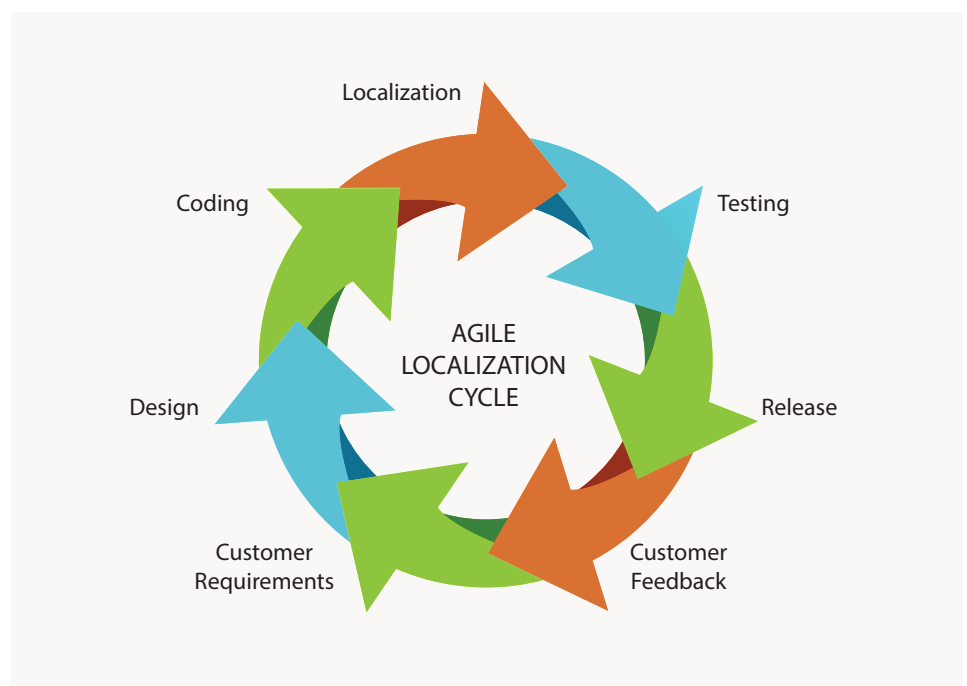 Localization
Coding
Testing
AGILE
LOCALIZATION
CYCLE
Design
Release
Customer
Requirements
Customer
Feedback